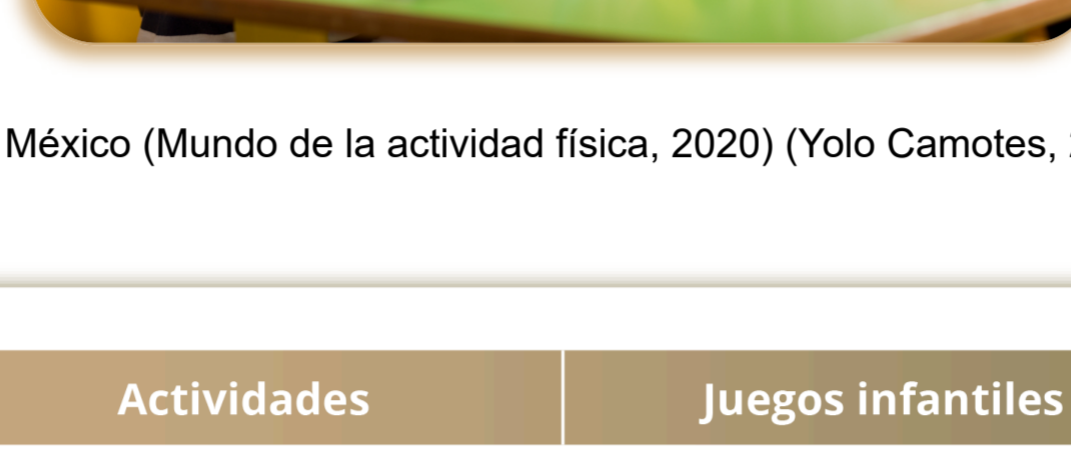 México (Mundo de la actividad física, 2020) (Yolo Camotes,
Actividades
Juegos infantiles